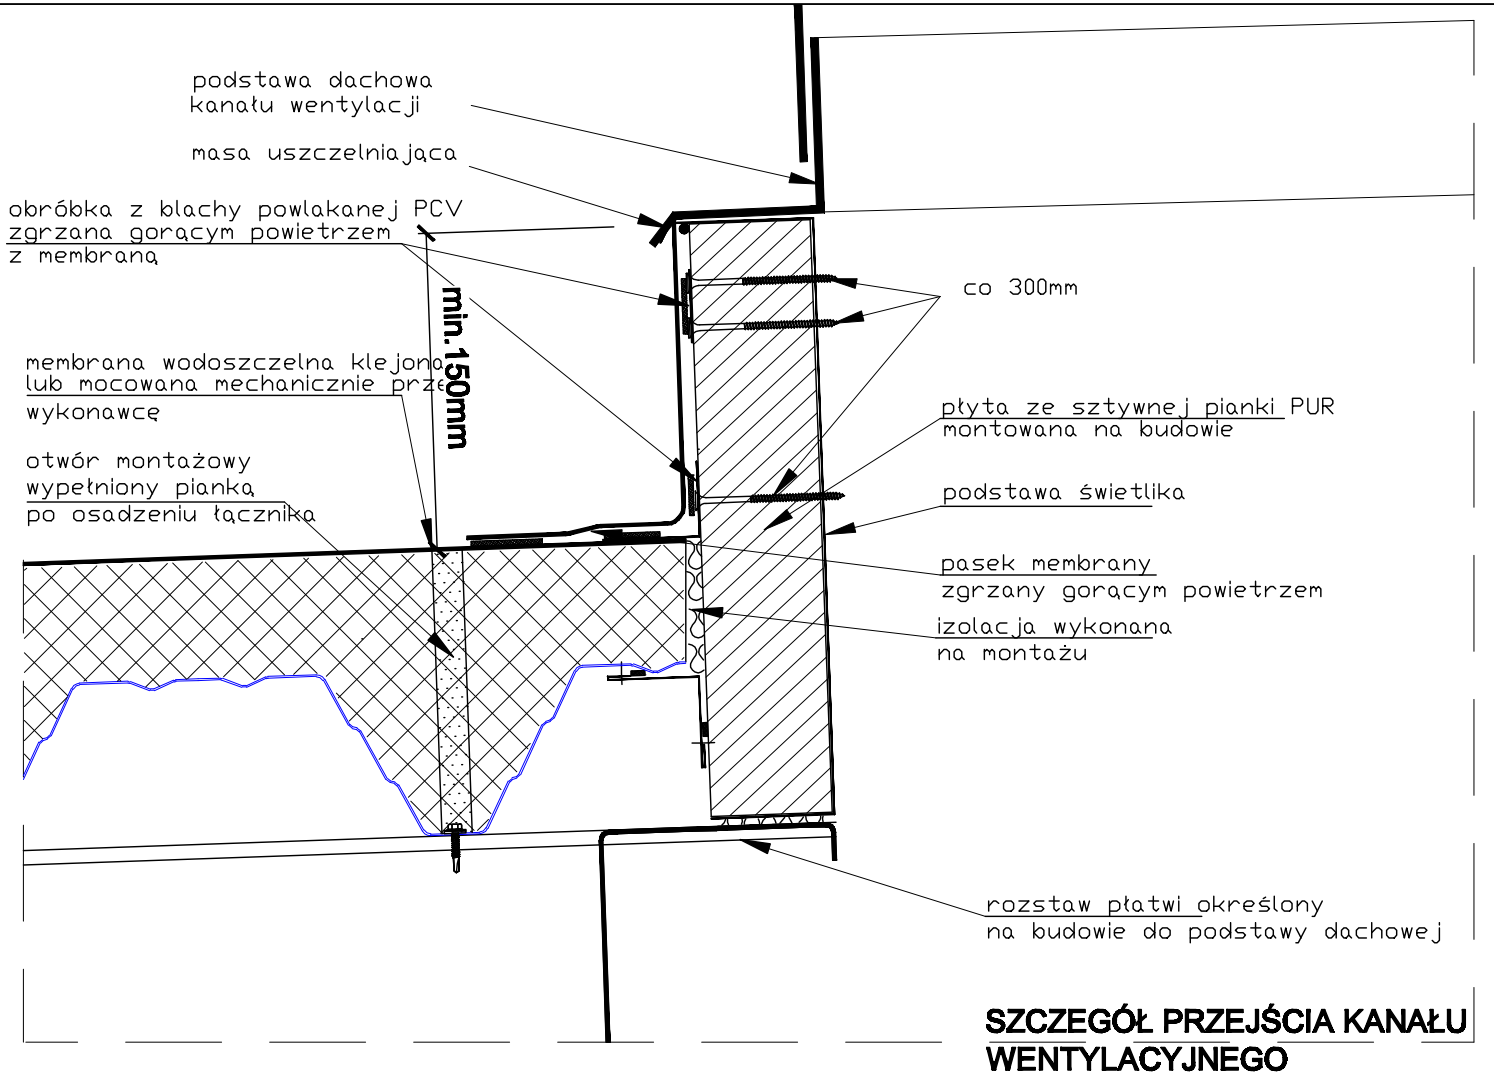 podstawa dachowa
kanału wentylacji
masa uszczelniająca
obróbka z blachy powlakanej PCV
zgrzana gorącym powietrzem
z membraną
min.150mm
membrana wodoszczelna klejona
lub mocowana mechanicznie prze
wykonawcę
otwór montażowy
wypełniony pianką
po osadzeniu łącznika
co 300mm
płyta ze sztywnej pianki PUR
montowana na budowie
podstawa świetlika
pasek membrany
zgrzany gorącym powietrzem
izolacja wykonana
na montażu
rozstaw płatwi określony
na budowie do podstawy dachowej
SZCZEGÓŁ PRZEJŚCIA KANAŁU
WENTYLACYJNEGO